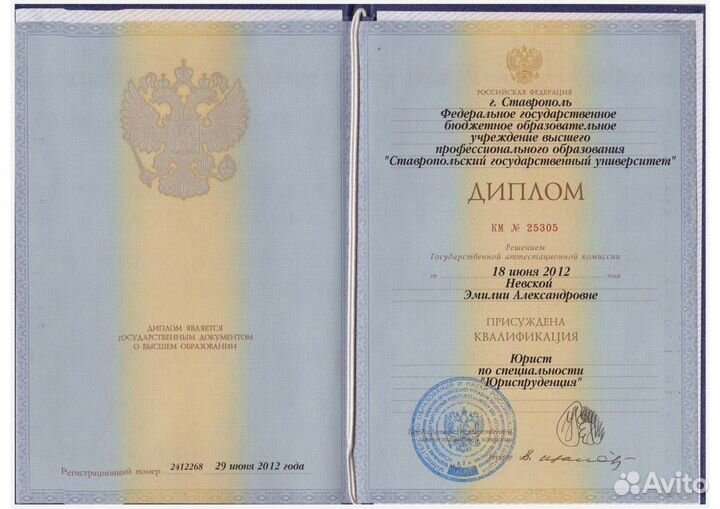 ДИПЛОМ ЯВЛЯЕТСЯ
ГОСУДАРСТВЕННЫМ ДОКУМЕНТОМ
О ВЫСШЕМ ОБРАЗОВАНИИ
Регистрационный номер 2412268 29 июня 2012 года
РОССИЙСКАЯ ФЕДЕРАЦИЯ
г. Ставрополь
Федеральное государственное
бюджетное образовательное
учреждение высшего
профессионального образования
"Ставропольский государственный университет"
ДИПЛОМ
КМ № 25305
Решением
Государственной аттестационной комиссии
от 18 июня 2012 года
Невской
Эмилии Александровне
ПРИСУЖДЕНА
КВАЛИФИКАЦИЯ
Юрист
по специальности
"Юриспруденция"
Ректор
Avito